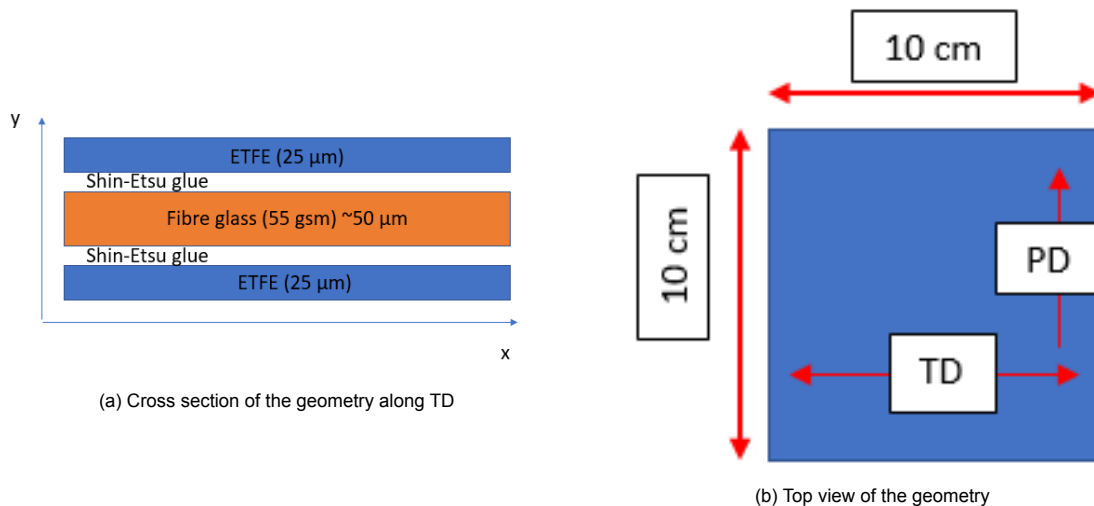 y
ETFE (25 µm)
Shin-Etsu glue
Fibre glass (55 gsm) ~50 µm
Shin-Etsu glue
ETFE (25 µm)
x
(a) Cross section of the geometry along TD
10 cm
10 cm
PD
TD
(b) Top view of the geometry